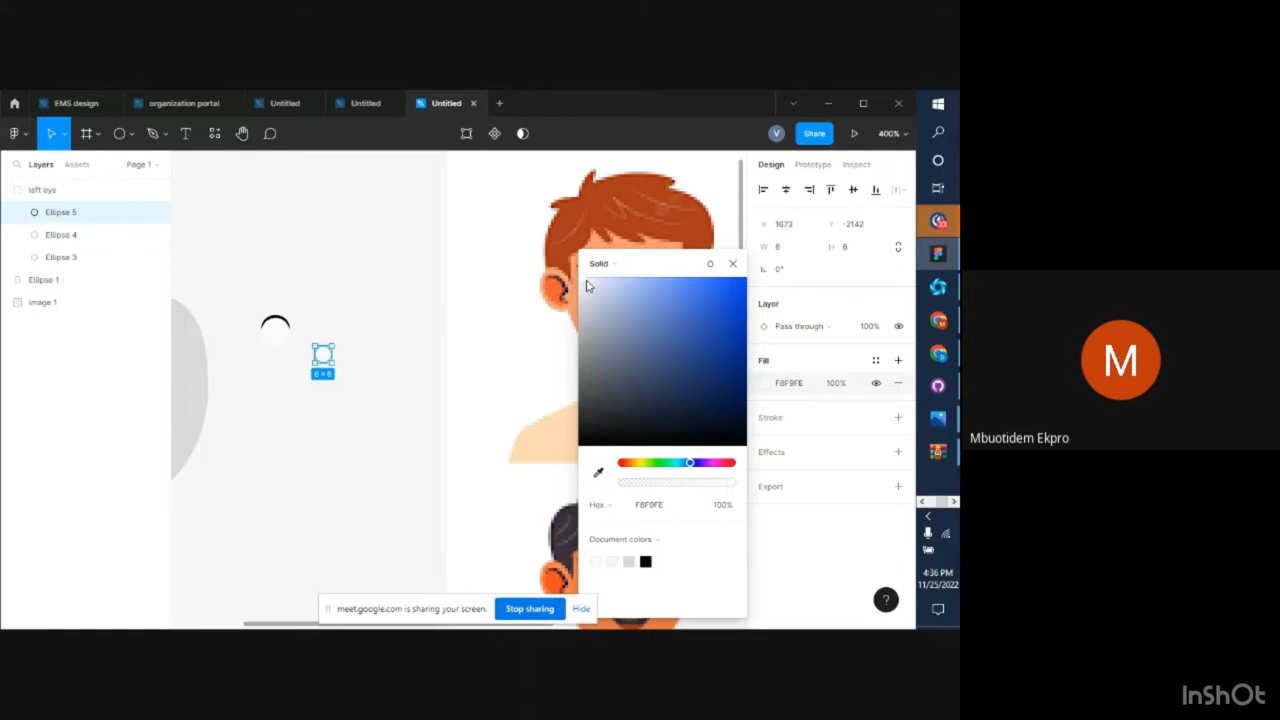 EMS design
organization portal
Untitled
Untitled
Untitled
Share
400%
Layers
Assets
Page 1
left eye
Ellipse 5
Ellipse 4
Ellipse 3
Ellipse 1
image 1
6 × 6
Solid
Hex
F8F9FE
100%
Document colors
Design
Prototype
Inspect
X 1673
Y -2142
W 6
H 6
0°
Layer
Pass through
100%
Fill
F8F9FE
100%
Stroke
Effects
Export
?
meet.google.com is sharing your screen.
Stop sharing
Hide
4:36 PM
11/25/2022
M
Mbuotidem Ekpro
InShOt